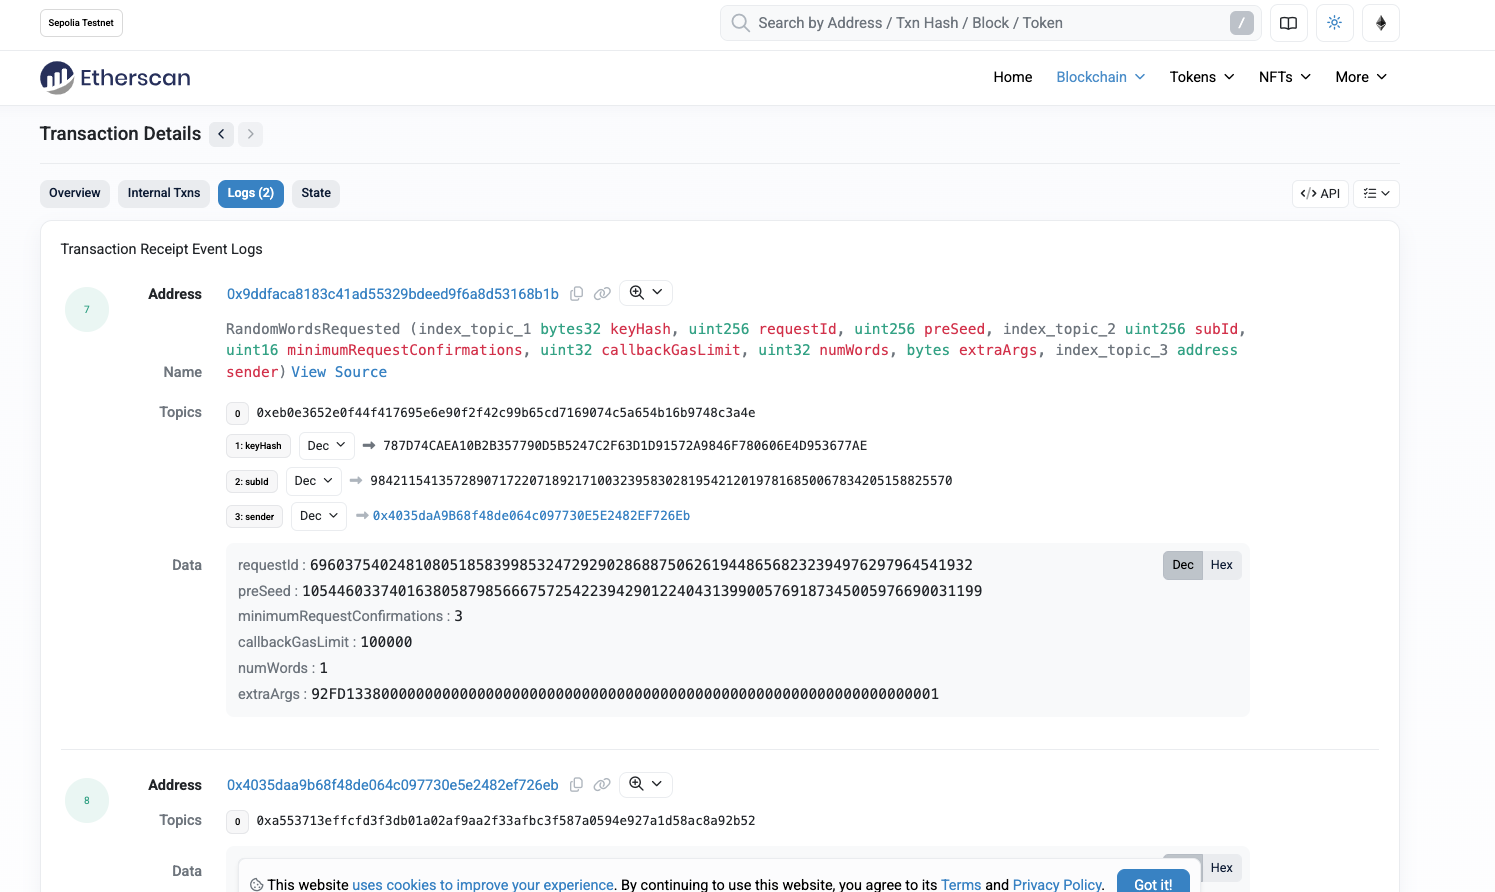 Sepolia Testnet
Search by Address / Txn Hash / Block / Token
/
Etherscan
Home Blockchain Tokens NFTs More
Transaction Details
Overview Internal Txns Logs (2) State
</> API
Transaction Receipt Event Logs
7
Address 0x9ddfaca8183c41ad55329bdeed9f6a8d53168b1b
RandomWordsRequested (index_topic_1 bytes32 keyHash, uint256 requestId, uint256 preSeed, index_topic_2 uint256 subId,
uint16 minimumRequestConfirmations, uint32 callbackGasLimit, uint32 numWords, bytes extraArgs, index_topic_3 address
Name sender) View Source
Topics 0 0xeb0e3652e0f44f417695e6e90f2f42c99b65cd7169074c5a654b16b9748c3a4e
1: keyHash Dec 787D74CAEA10B2B357790D5B5247C2F63D1D91572A9846F780606E4D953677AE
2: subId Dec 98421154135728907172207189217100323958302819542120197816850067834205158825570
3: sender Dec 0x4035daA9B68f48de064c097730E5E2482EF726Eb
Data requestId : 69603754024810805185839985324729290286887506261944865682323949762979645419​32
Dec Hex
preSeed : 105446033740163805879856667572542239429012240431399005769187345005976690031199
minimumRequestConfirmations : 3
callbackGasLimit : 100000
numWords : 1
extraArgs : 92FD13380000000000000000000000000000000000000000000000000000000000000001
8
Address 0x4035daa9b68f48de064c097730e5e2482ef726eb
Topics 0 0xa553713effcfd3f3db01a02af9aa2f33afbc3f587a0594e927a1d58ac8a92b52
Data Hex
This website uses cookies to improve your experience. By continuing to use this website, you agree to its Terms and Privacy Policy. Got it!